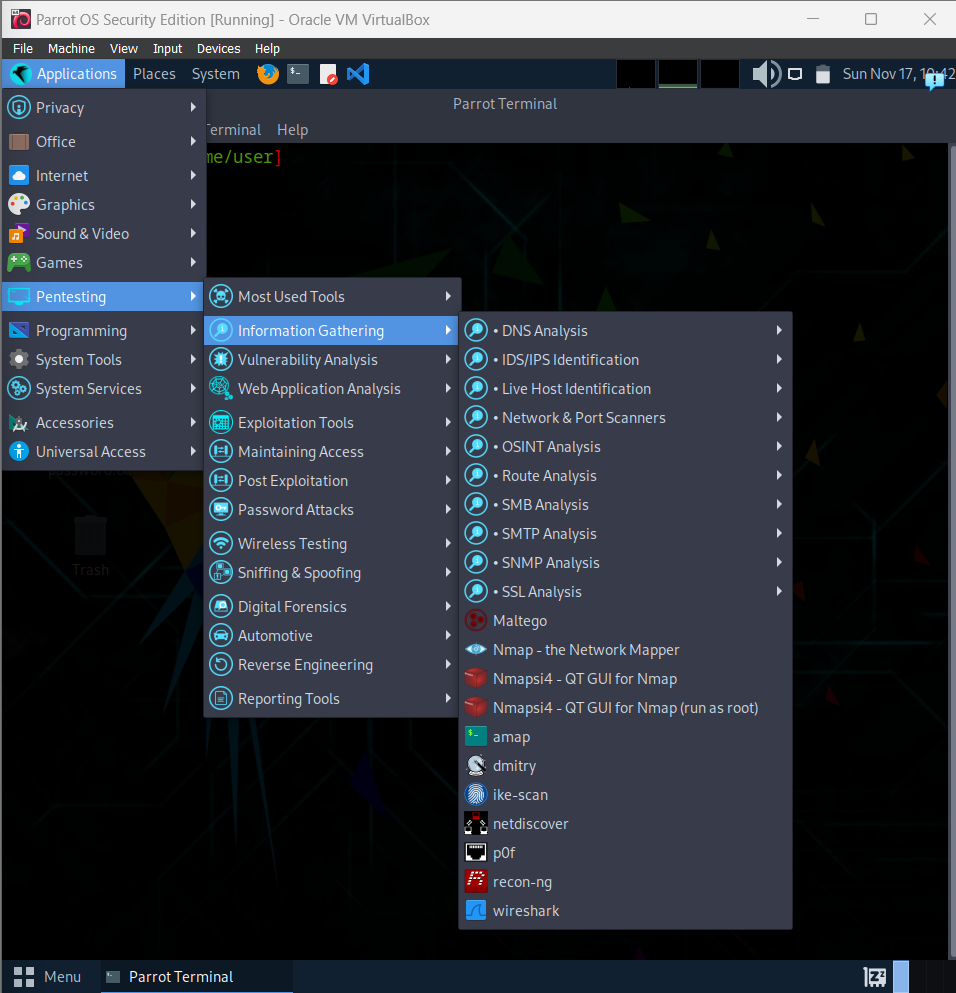 Parrot OS Security Edition [Running] - Oracle VM VirtualBox
File Machine View Input Devices Help
Applications Places System Sun Nov 17, 10:42
Parrot Terminal
Terminal Help
me/user]
Privacy
Office
Internet
Graphics
Sound & Video
Games
Pentesting
Programming
System Tools
System Services
Accessories
Universal Access
Trash
Most Used Tools
Information Gathering
Vulnerability Analysis
Web Application Analysis
Exploitation Tools
Maintaining Access
Post Exploitation
Password Attacks
Wireless Testing
Sniffing & Spoofing
Digital Forensics
Automotive
Reverse Engineering
Reporting Tools
• DNS Analysis
• IDS/IPS Identification
• Live Host Identification
• Network & Port Scanners
• OSINT Analysis
• Route Analysis
• SMB Analysis
• SMTP Analysis
• SNMP Analysis
• SSL Analysis
Maltego
Nmap - the Network Mapper
Nmapsi4 - QT GUI for Nmap
Nmapsi4 - QT GUI for Nmap (run as root)
amap
dmitry
ike-scan
netdiscover
p0f
recon-ng
wireshark
Menu Parrot Terminal